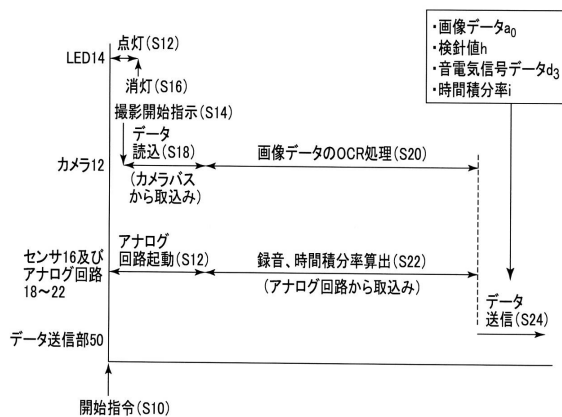 ・画像データa0
・検針値h
・音電気信号データd3
・時間積分率i
点灯(S12)
LED14
消灯(S16)
撮影開始指示(S14)
データ
読込(S18)
画像データのOCR処理(S20)
カメラ12
(カメラバス
から取込み)
アナログ
回路起動(S12)
録音、時間積分率算出(S22)
センサ16及び
アナログ回路
18～22
(アナログ回路から取込み)
データ
送信(S24)
データ送信部50
開始指令(S10)